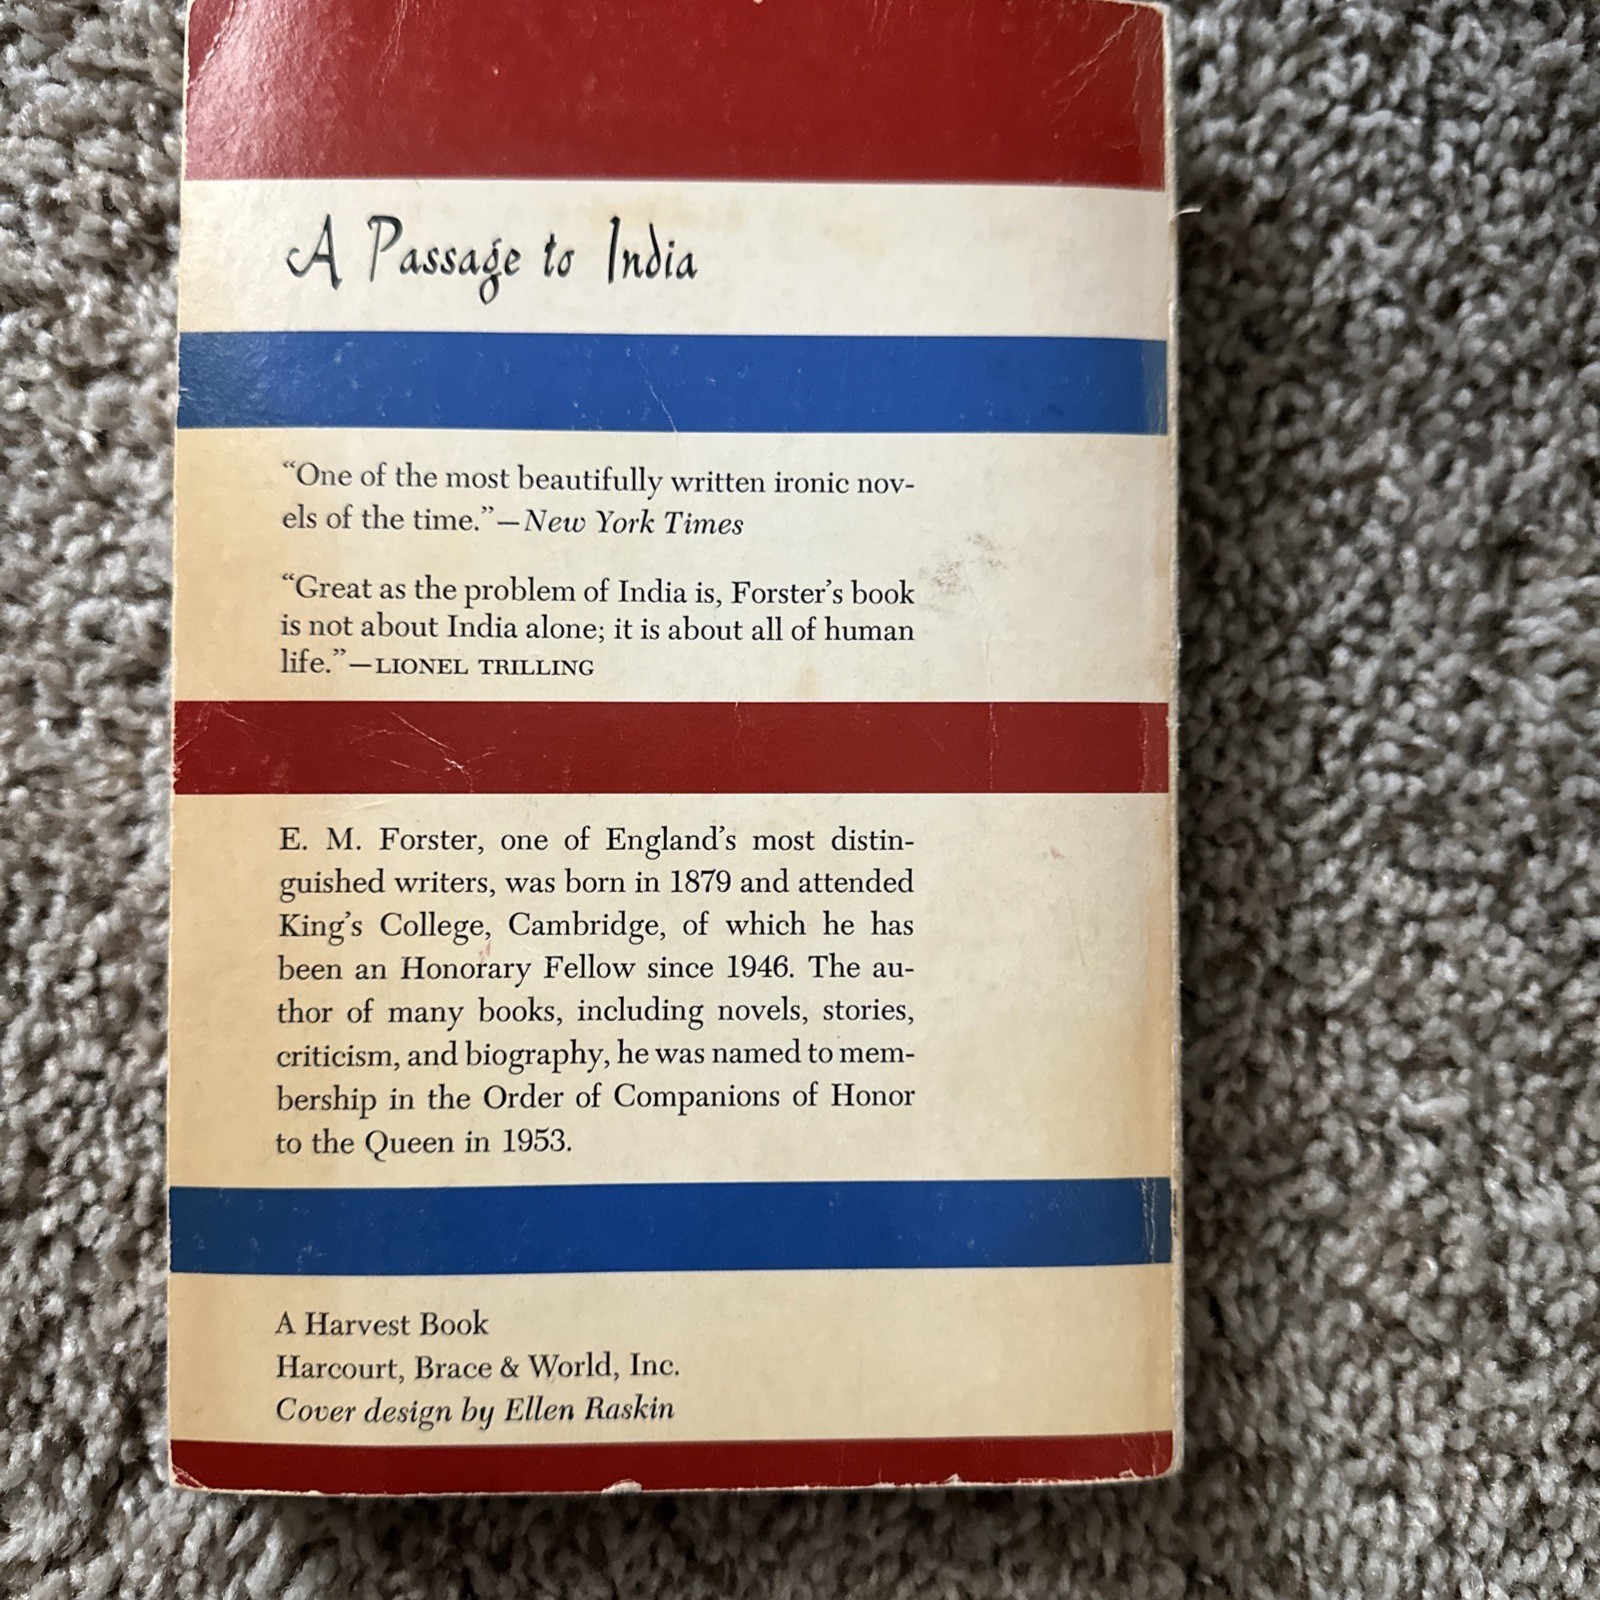 A Passage to India
“One of the most beautifully written ironic nov-
els of the time.”—New York Times
“Great as the problem of India is, Forster’s book
is not about India alone; it is about all of human
life.”—LIONEL TRILLING
E. M. Forster, one of England’s most distin-
guished writers, was born in 1879 and attended
King’s College, Cambridge, of which he has
been an Honorary Fellow since 1946. The au-
thor of many books, including novels, stories,
criticism, and biography, he was named to mem-
bership in the Order of Companions of Honor
to the Queen in 1953.
A Harvest Book
Harcourt, Brace & World, Inc.
Cover design by Ellen Raskin